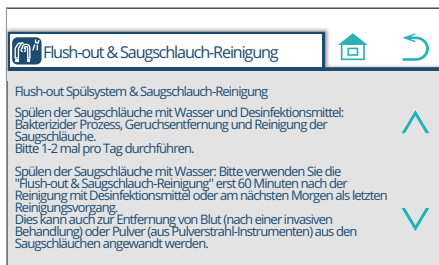 Flush-out & Saugschlauch-Reinigung
Flush-out Spülsystem & Saugschlauch-Reinigung
Spülen der Saugschläuche mit Wasser und Desinfektionsmittel:
Bakterizider Prozess, Geruchsentfernung und Reinigung der
Saugschläuche.
Bitte 1-2 mal pro Tag durchführen.
Spülen der Saugschläuche mit Wasser: Bitte verwenden Sie die
"Flush-out & Saugschlauch-Reinigung" erst 60 Minuten nach der
Reinigung mit Desinfektionsmittel oder am nächsten Morgen als letzten
Reinigungsvorgang.
Dies kann auch zur Entfernung von Blut (nach einer invasiven
Behandlung) oder Pulver (aus Pulverstrahl-Instrumenten) aus den
Saugschläuchen angewandt werden.